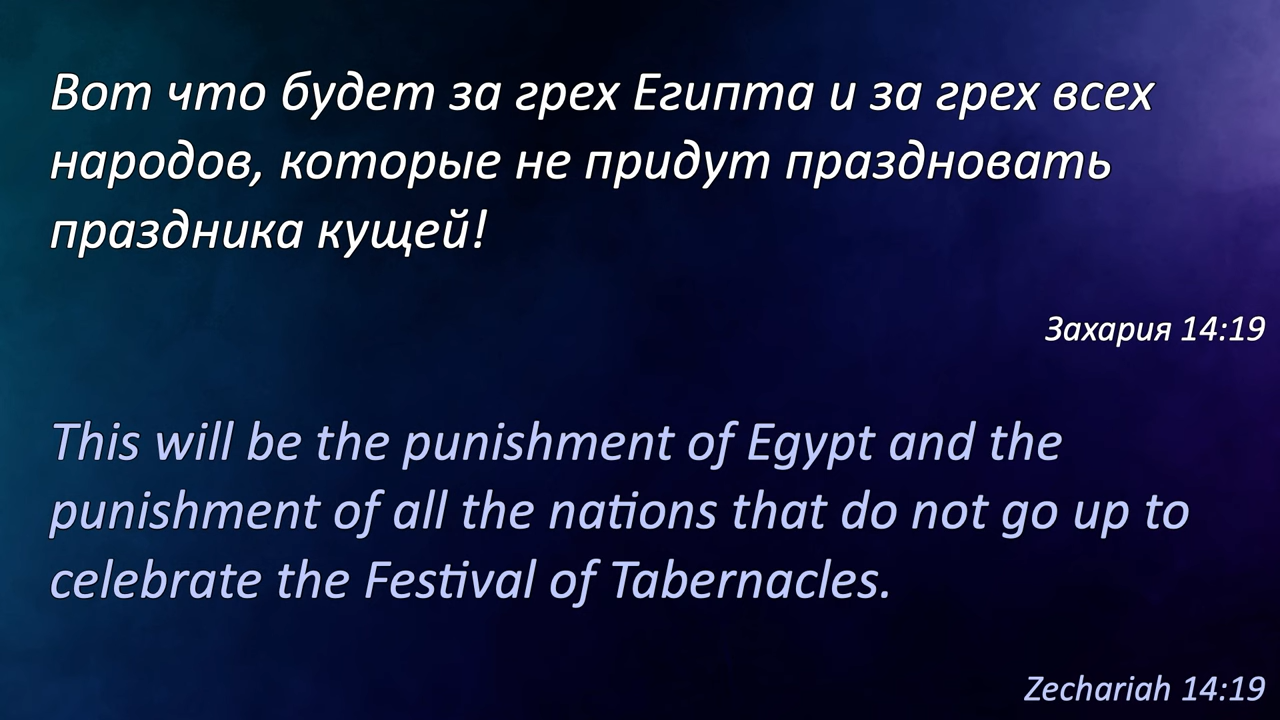 Вот что будет за грех Египта и за грех всех
народов, которые не придут праздновать
праздника кущей!
Захария 14:19
This will be the punishment of Egypt and the
punishment of all the nations that do not go up to
celebrate the Festival of Tabernacles.
Zechariah 14:19